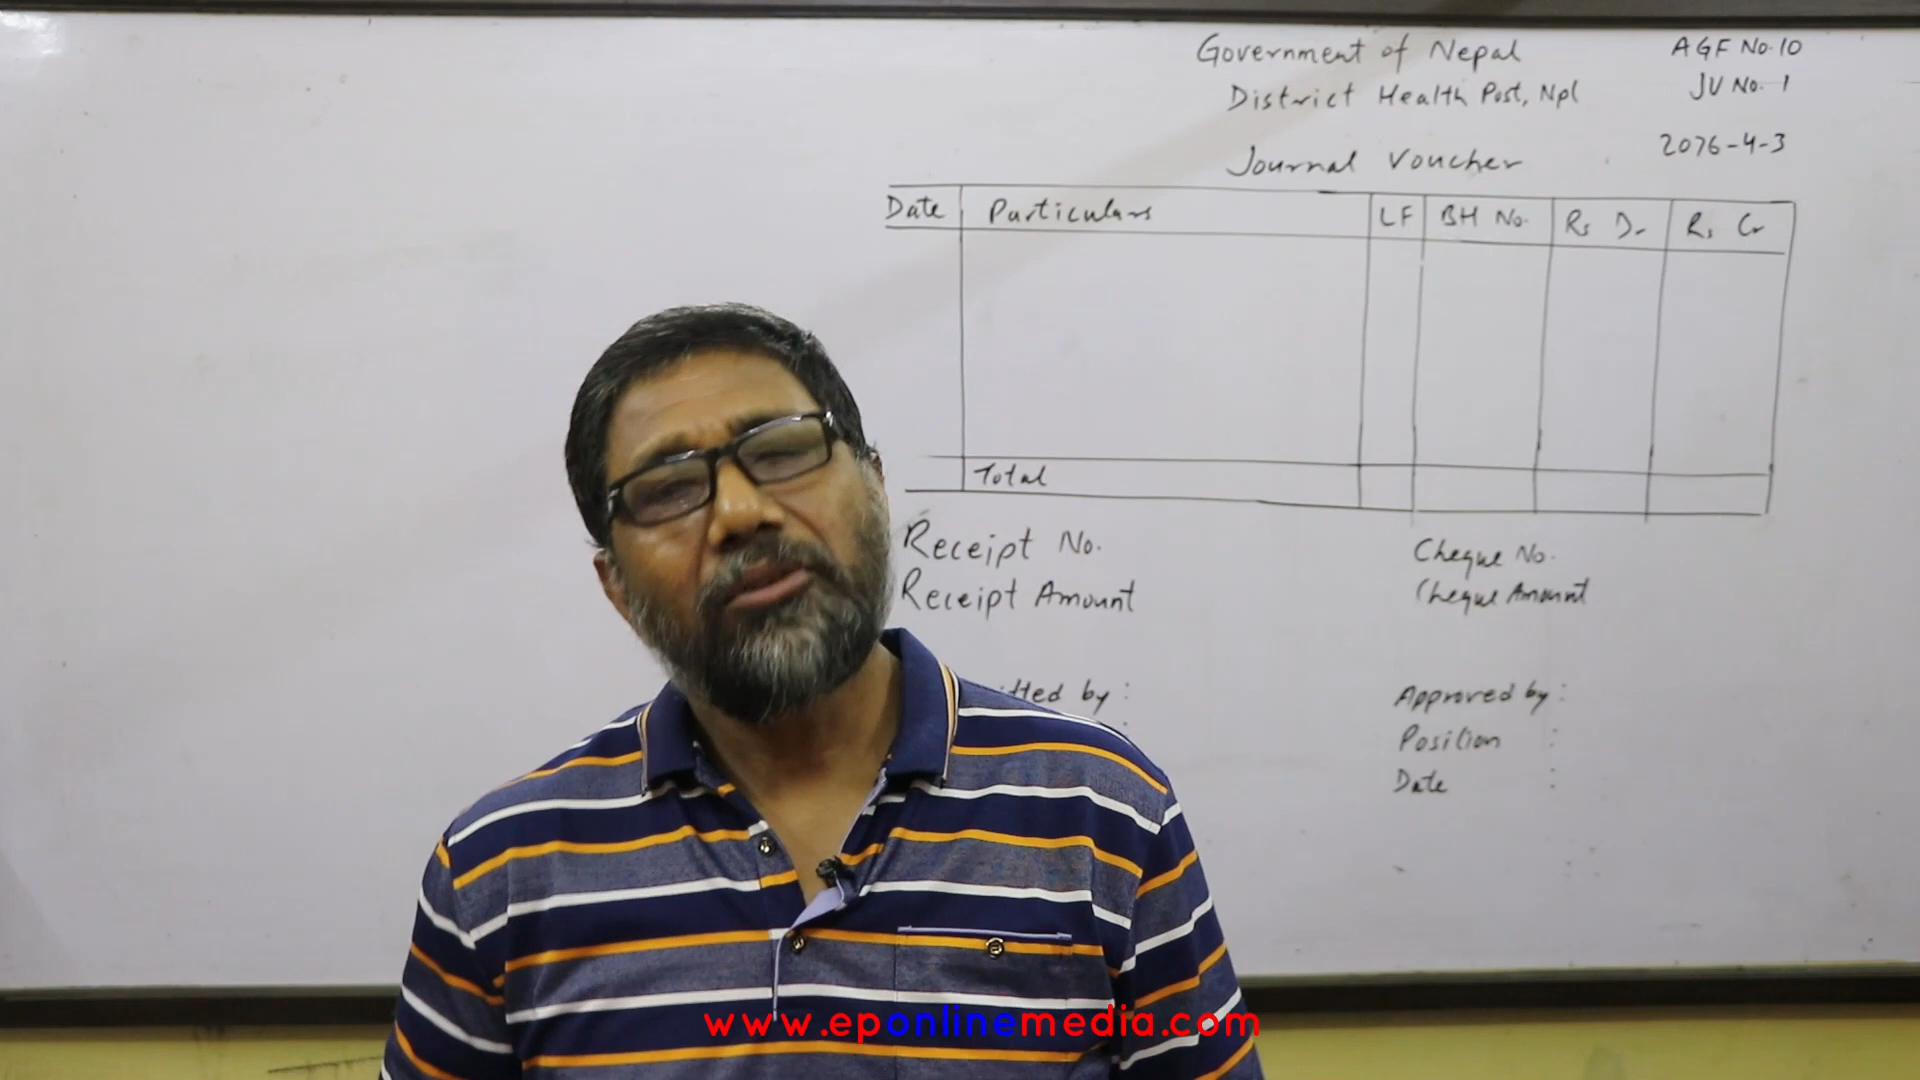 Government of Nepal
AGF No. 10
District Health Post, Npl
JV No. 1
2076-4-3
Journal Voucher
Date Particulars LF BH No. Rs Dr Rs Cr
Total
Receipt No. Cheque No.
Receipt Amount Cheque Amount
by : Approved by :
Position :
Date :
www.eponlinemedia.com